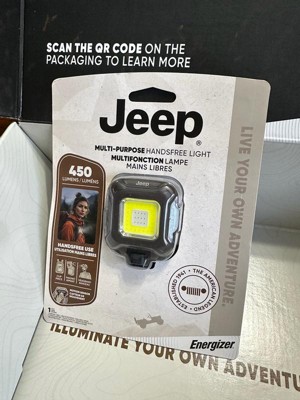 SCAN THE QR CODE ON THE
PACKAGING TO LEARN MORE
Jeep®
MULTI-PURPOSE HANDSFREE LIGHT
MULTIFONCTION LAMPE
MAINS LIBRES
450
LUMENS / LUMENS
Jeep
HANDSFREE USE
UTILISATION MAINS LIBRES
LIVE YOUR ADVENTURE.
THE AMERICAN LEGEND
ESTABLISHED 1941
Energizer
ILLUMINATE YOUR OWN ADVENTU